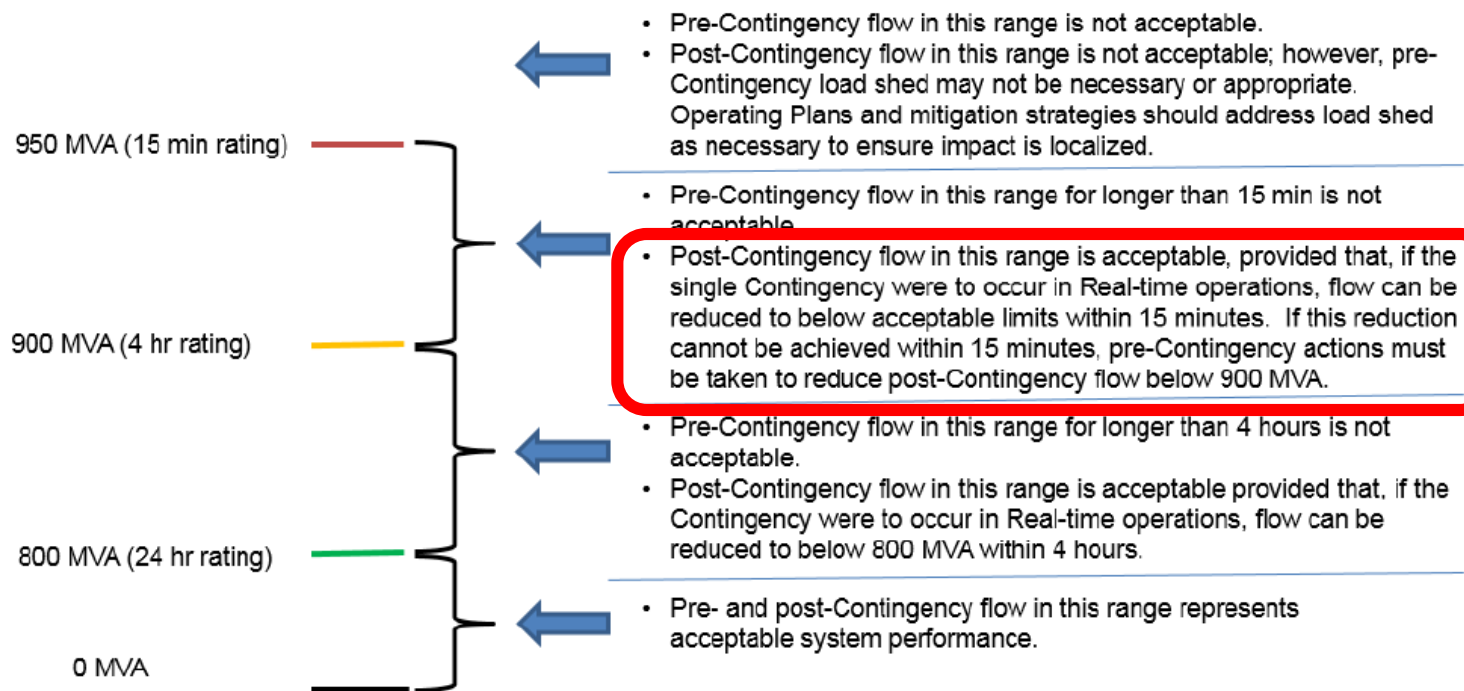 • Pre-Contingency flow in this range is not acceptable.
• Post-Contingency flow in this range is not acceptable; however, pre-
Contingency load shed may not be necessary or appropriate.
Operating Plans and mitigation strategies should address load shed
as necessary to ensure impact is localized.
950 MVA (15 min rating)
• Pre-Contingency flow in this range for longer than 15 min is not
acceptable.
• Post-Contingency flow in this range is acceptable, provided that, if the
single Contingency were to occur in Real-time operations, flow can be
reduced to below acceptable limits within 15 minutes. If this reduction
cannot be achieved within 15 minutes, pre-Contingency actions must
be taken to reduce post-Contingency flow below 900 MVA.
900 MVA (4 hr rating)
• Pre-Contingency flow in this range for longer than 4 hours is not
acceptable.
• Post-Contingency flow in this range is acceptable provided that, if the
Contingency were to occur in Real-time operations, flow can be
reduced to below 800 MVA within 4 hours.
800 MVA (24 hr rating)
• Pre- and post-Contingency flow in this range represents
acceptable system performance.
0 MVA